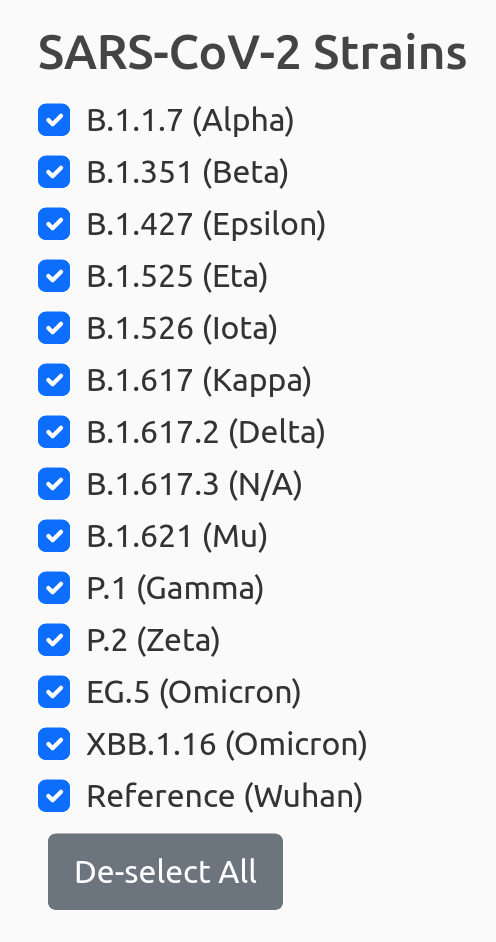 SARS-CoV-2 Strains
B.1.1.7 (Alpha)
B.1.351 (Beta)
B.1.427 (Epsilon)
B.1.525 (Eta)
B.1.526 (Iota)
B.1.617 (Kappa)
B.1.617.2 (Delta)
B.1.617.3 (N/A)
B.1.621 (Mu)
P.1 (Gamma)
P.2 (Zeta)
EG.5 (Omicron)
XBB.1.16 (Omicron)
Reference (Wuhan)
De-select All